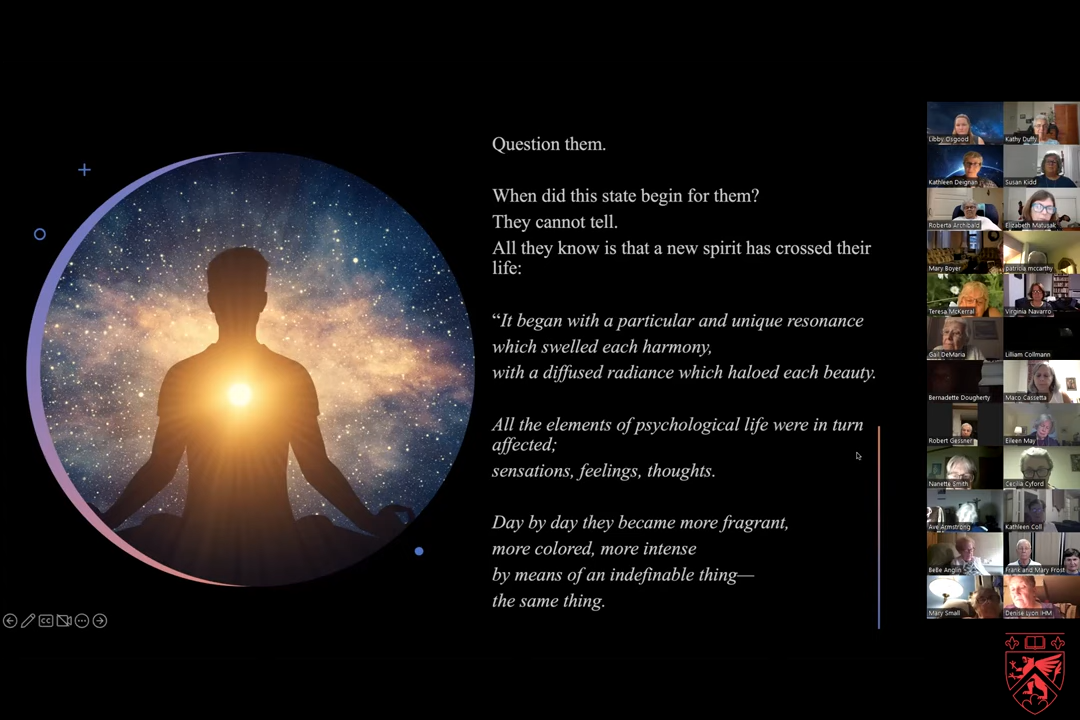 Question them.
When did this state begin for them?
They cannot tell.
All they know is that a new spirit has crossed their
life:
“It began with a particular and unique resonance
which swelled each harmony,
with a diffused radiance which haloed each beauty.
All the elements of psychological life were in turn
affected;
sensations, feelings, thoughts.
Day by day they became more fragrant,
more colored, more intense
by means of an indefinable thing—
the same thing.
Libby Osgood
Kathy Duffy
Kathleen Deignan
Susan Kidd
Roberta Archibald
Elizabeth Matusak
Mary Boyer
patricia mccarthy
Teresa McKerral
Virginia Navarro
Gail DeMaria
Lilliam Collmann
Bernadette Dougherty
Maco Cassetta
Robert Gessner
Eileen May
Nanette Smith
Cecilia Cyford
Ave Armstrong
Kathleen Coll
Belle Anglin
Frank and Mary Frost
Mary Small
Denise Lyon IHM
CC